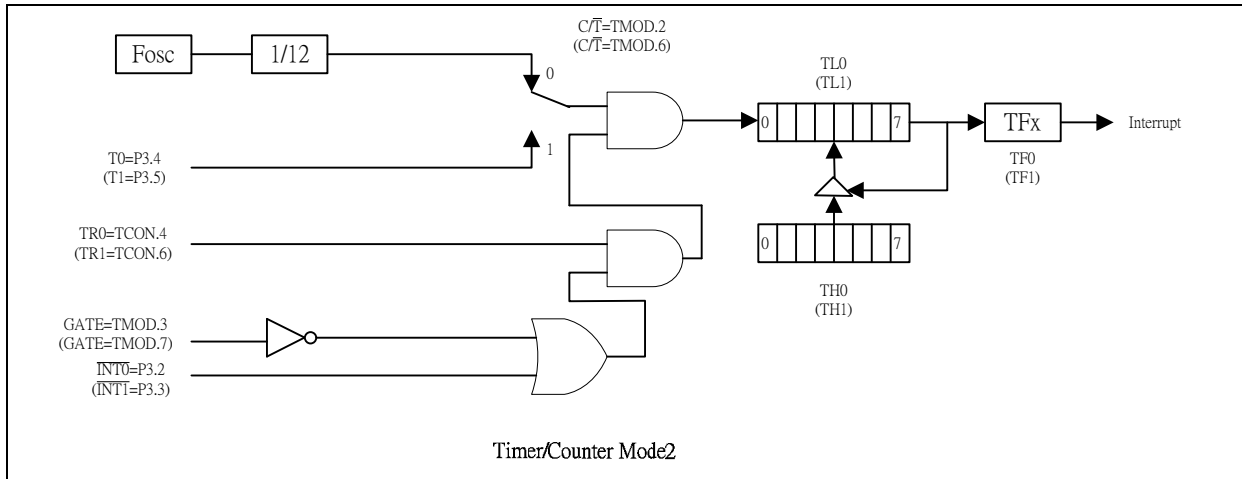 C/T̅=TMOD.2
(C/T̅=TMOD.6)
Fosc
1/12
0
1
TL0
(TL1)
0 7
TFx
Interrupt
TF0
(TF1)
T0=P3.4
(T1=P3.5)
TR0=TCON.4
(TR1=TCON.6)
0 7
TH0
(TH1)
GATE=TMOD.3
(GATE=TMOD.7)
I̅N̅T̅0̅=P3.2
(I̅N̅T̅1̅=P3.3)
Timer/Counter Mode2